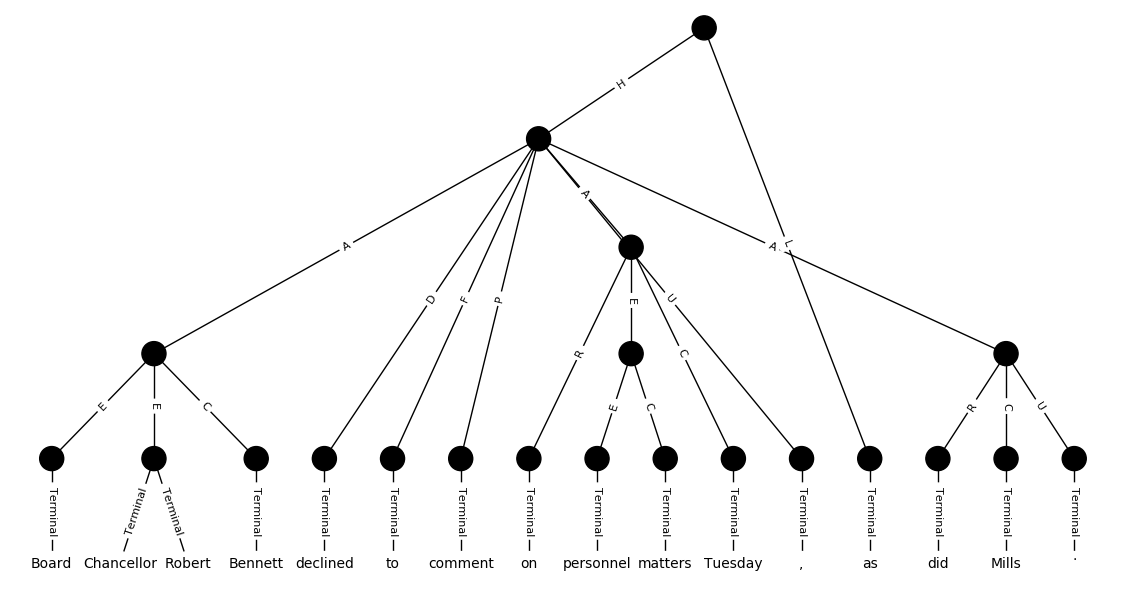 H
A
A
D
F
P
A
L
E
U
R
C
E
E
C
E
C
R
C
U
Terminal Terminal Terminal Terminal Terminal Terminal Terminal Terminal Terminal Terminal Terminal Terminal Terminal Terminal Terminal Terminal
Board Chancellor Robert Bennett declined to comment on personnel matters Tuesday , as did Mills .